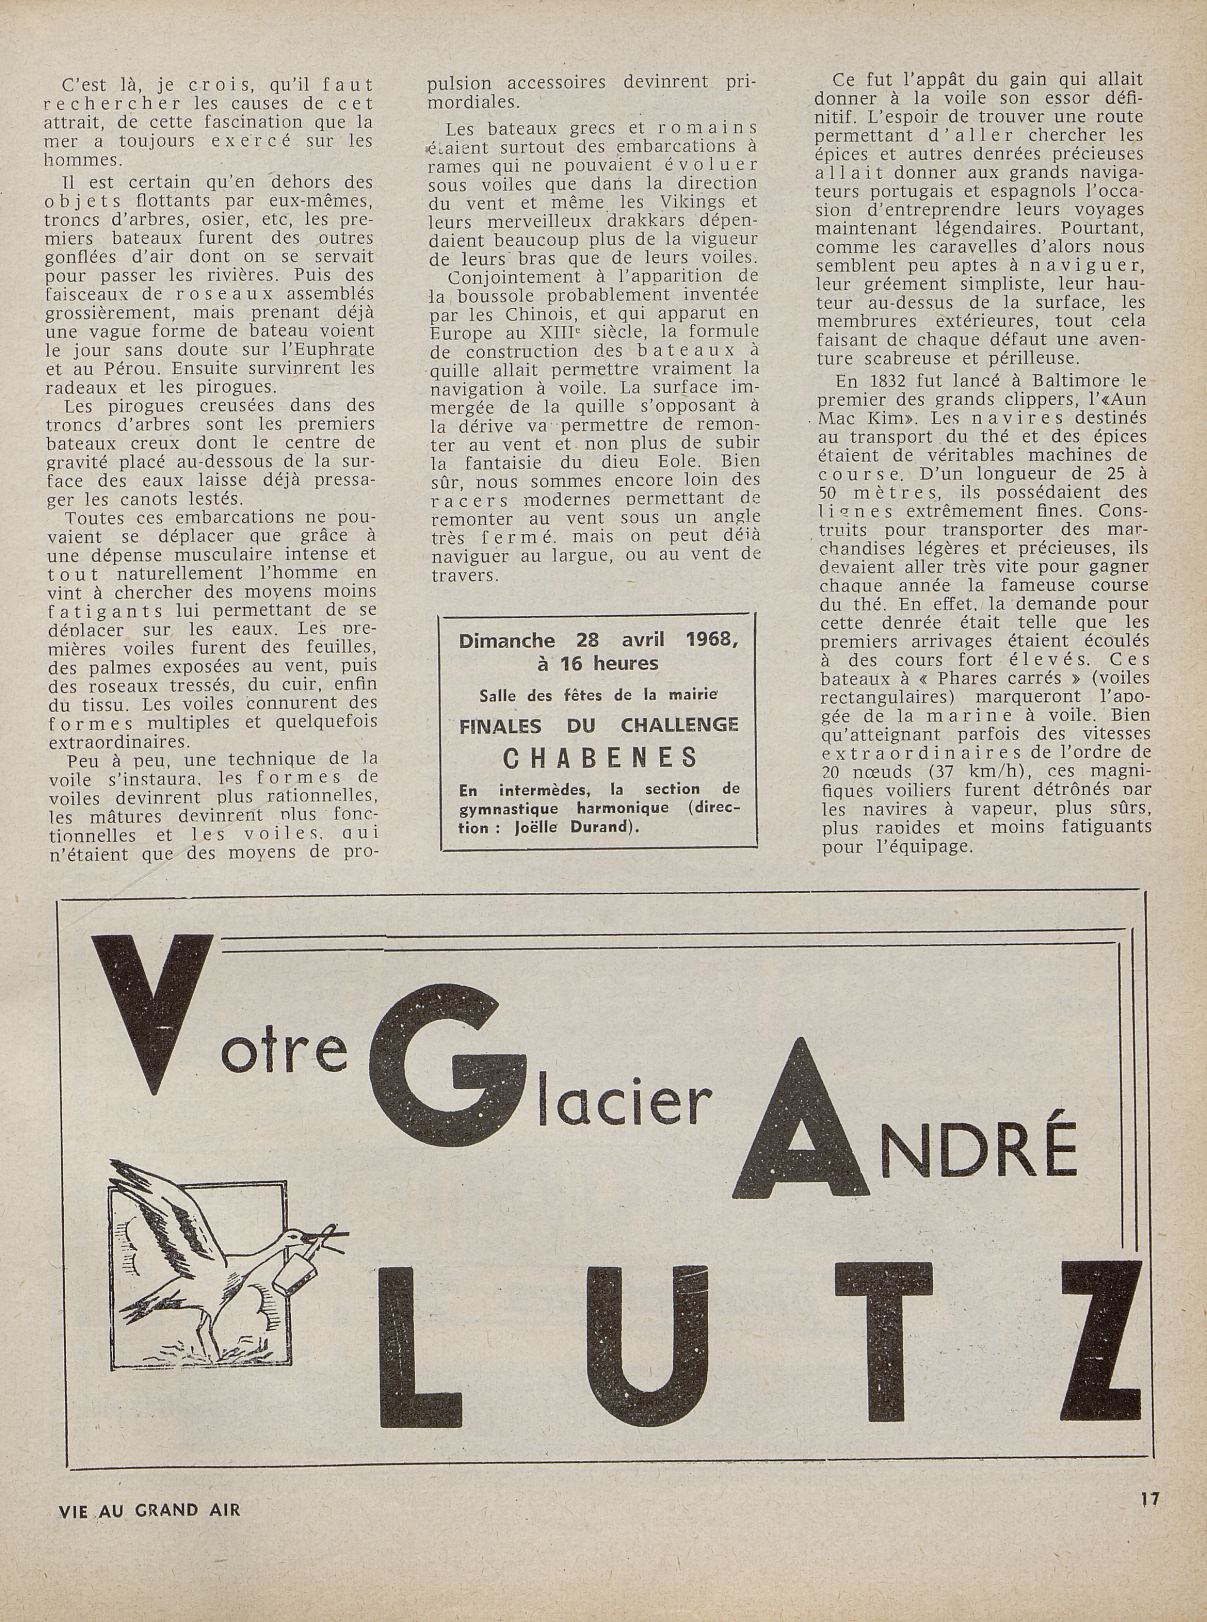 C'est là, je crois, qu'il faut
rechercher les causes de cet
attrait, de cette fascination que la
mer a toujours exercé sur les
hommes.
Il est certain qu'en dehors des
objets flottants par eux-mêmes,
troncs d'arbres, osier, etc, les pre-
miers bateaux furent des outres
gonflées d'air dont on se servait
pour passer les rivières. Puis des
faisceaux de roseaux assemblés
grossièrement, mais prenant déjà
une vague forme de bateau voient
le jour sans doute sur l'Euphrate
et au Pérou. Ensuite survinrent les
radeaux et les pirogues.
Les pirogues creusées dans des
troncs d'arbres sont les premiers
bateaux creux dont le centre de
gravité placé au-dessous de la sur-
face des eaux laisse déjà pressa-
ger les canots lestés.
Toutes ces embarcations ne pou-
vaient se déplacer que grâce à
une dépense musculaire intense et
tout naturellement l'homme en
vint à chercher des moyens moins
fatigants lui permettant de se
déplacer sur les eaux. Les pre-
mières voiles furent des feuilles,
des palmes exposées au vent, puis
des roseaux tressés, du cuir, enfin
du tissu. Les voiles connurent des
formes multiples et quelquefois
extraordinaires.
Peu à peu, une technique de la
voile s'instaura, les formes de
voiles devinrent plus rationnelles,
les mâtures devinrent plus fonc-
tionnelles et les voiles, qui
n'étaient que des moyens de pro-
pulsion accessoires devinrent pri-
mordiales.
Les bateaux grecs et romains
étaient surtout des embarcations à
rames qui ne pouvaient évoluer
sous voiles que dans la direction
du vent et même les Vikings et
leurs merveilleux drakkars dépen-
daient beaucoup plus de la vigueur
de leurs bras que de leurs voiles.
Conjointement à l'apparition de
la boussole probablement inventée
par les Chinois, et qui apparut en
Europe au XIIIe siècle, la formule
de construction des bateaux à
quille allait permettre vraiment la
navigation à voile. La surface im-
mergée de la quille s'opposant à
la dérive va permettre de remon-
ter au vent et non plus de subir
la fantaisie du dieu Eole. Bien
sûr, nous sommes encore loin des
racers modernes permettant de
remonter au vent sous un angle
très fermé. mais on peut déjà
naviguer au largue, ou au vent de
travers.
Dimanche 28 avril 1968,
à 16 heures
Salle des fêtes de la mairie
FINALES DU CHALLENGE
CHABENES
En intermèdes, la section de
gymnastique harmonique (direc-
tion : Joëlle Durand).
Ce fut l'appât du gain qui allait
donner à la voile son essor défi-
nitif. L'espoir de trouver une route
permettant d'aller chercher les
épices et autres denrées précieuses
allait donner aux grands naviga-
teurs portugais et espagnols l'occa-
sion d'entreprendre leurs voyages
maintenant légendaires. Pourtant,
comme les caravelles d'alors nous
semblent peu aptes à naviguer,
leur gréement simpliste, leur hau-
teur au-dessus de la surface, les
membrures extérieures, tout cela
faisant de chaque défaut une aven-
ture scabreuse et périlleuse.
En 1832 fut lancé à Baltimore le
premier des grands clippers, l'«Aun
Mac Kim». Les navires destinés
au transport du thé et des épices
étaient de véritables machines de
course. D'un longueur de 25 à
50 mètres, ils possédaient des
lignes extrêmement fines. Cons-
truits pour transporter des mar-
chandises légères et précieuses, ils
devaient aller très vite pour gagner
chaque année la fameuse course
du thé. En effet, la demande pour
cette denrée était telle que les
premiers arrivages étaient écoulés
à des cours fort élevés. Ces
bateaux à « Phares carrés » (voiles
rectangulaires) marqueront l'apo-
gée de la marine à voile. Bien
qu'atteignant parfois des vitesses
extraordinaires de l'ordre de
20 nœuds (37 km/h), ces magni-
fiques voiliers furent détrônés par
les navires à vapeur, plus sûrs,
plus rapides et moins fatiguants
pour l'équipage.
Votre
Glacier
ANDRÉ
LUTZ
VIE AU GRAND AIR
17